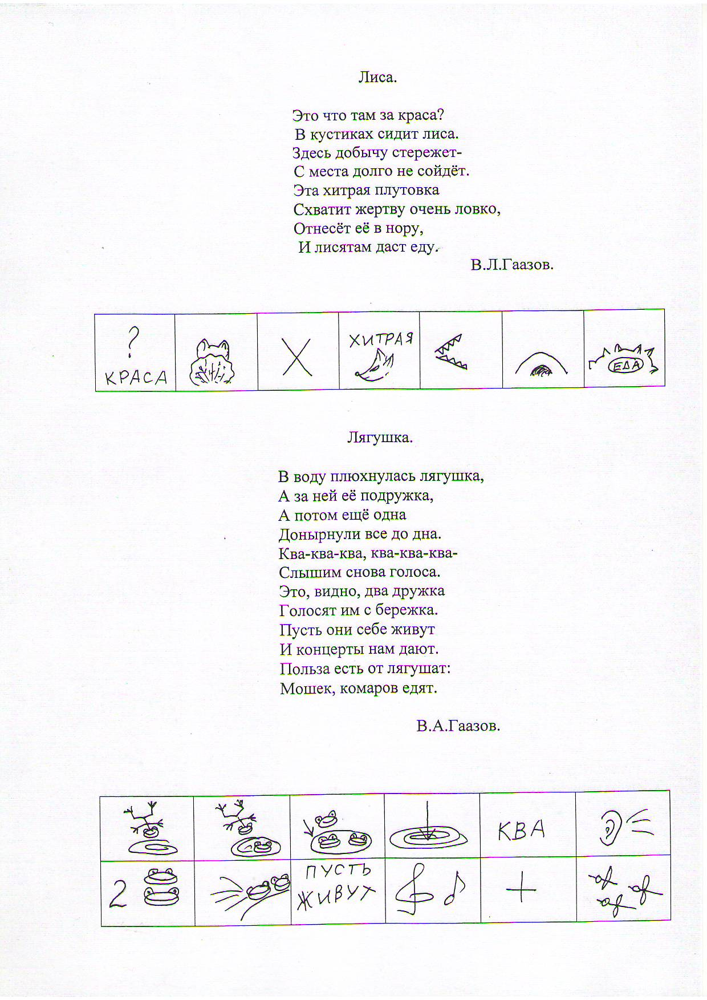 Лиса.
Это что там за краса?
В кустиках сидит лиса.
Здесь добычу стережет-
С места долго не сойдёт.
Эта хитрая плутовка
Схватит жертву очень ловко,
Отнесёт её в нору,
И лисятам даст еду.
В.Л.Гаазов.
?
КРАСА
ХИТРАЯ
ЕДА
Лягушка.
В воду плюхнулась лягушка,
А за ней её подружка,
А потом ещё одна
Донырнули все до дна.
Ква-ква-ква, ква-ква-ква-
Слышим снова голоса.
Это, видно, два дружка
Голосят им с бережка.
Пусть они себе живут
И концерты нам дают.
Польза есть от лягушат:
Мошек, комаров едят.
В.А.Гаазов.
КВА
2
ПУСТЬ
ЖИВУТ
+